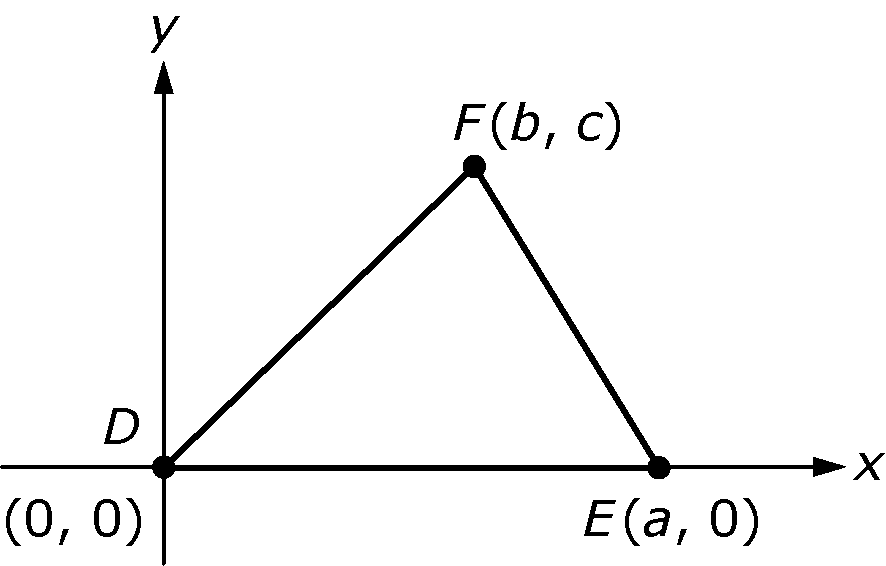 y
F(b, c)
D
x
(0, 0)
E(a, 0)